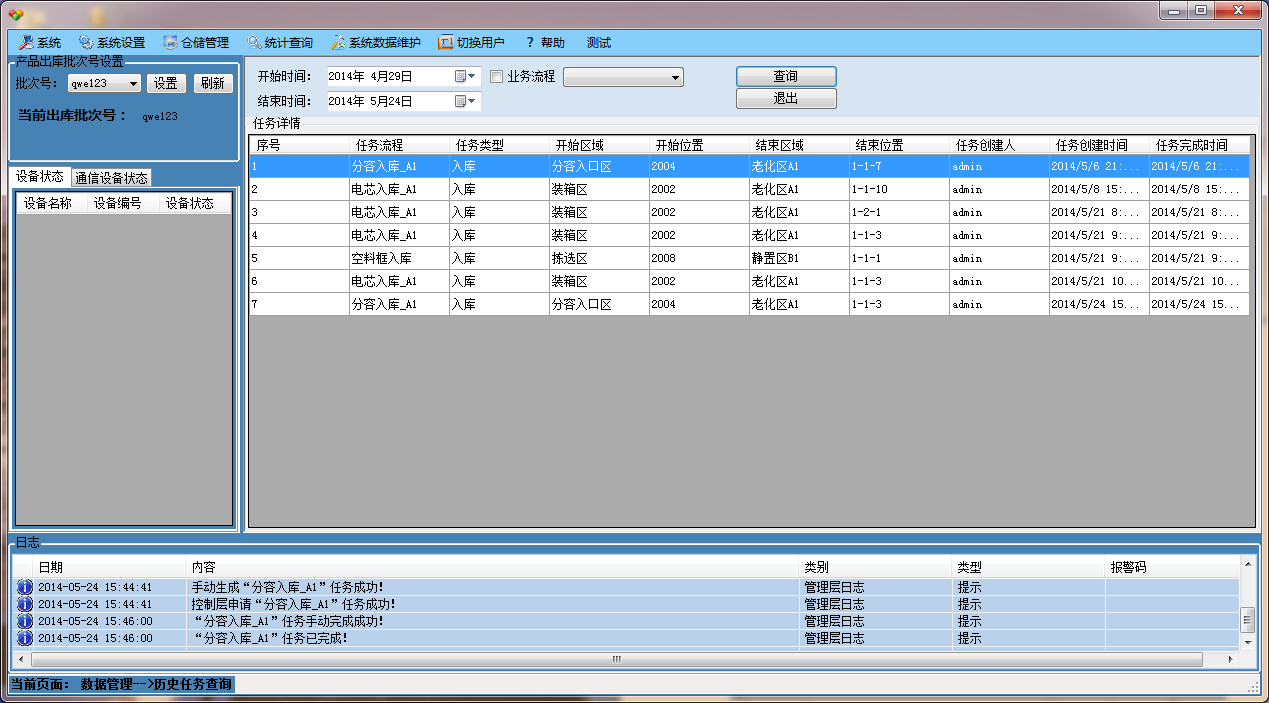 系统 系统设置 仓储管理 统计查询 系统数据维护 切换用户 ? 帮助 测试
产品出库批次号设置
批次号: qwe123 设置 刷新
当前出库批次号： qwe123
设备状态 通信设备状态
设备名称 设备编号 设备状态
开始时间: 2014年 4月29日 业务流程 查询
结束时间: 2014年 5月24日 退出
任务详情
序号 任务流程 任务类型 开始区域 开始位置 结束区域 结束位置 任务创建人 任务创建时间 任务完成时间
1 分容入库_A1 入库 分容入口区 2004 老化区A1 1-1-7 admin 2014/5/6 21:... 2014/5/6 21:...
2 电芯入库_A1 入库 装箱区 2002 老化区A1 1-1-10 admin 2014/5/8 15:... 2014/5/8 15:...
3 电芯入库_A1 入库 装箱区 2002 老化区A1 1-2-1 admin 2014/5/21 8:... 2014/5/21 8:...
4 电芯入库_A1 入库 装箱区 2002 老化区A1 1-1-3 admin 2014/5/21 9:... 2014/5/21 9:...
5 空料框入库 入库 拣选区 2008 静置区B1 1-1-1 admin 2014/5/21 9:... 2014/5/21 9:...
6 电芯入库_A1 入库 装箱区 2002 老化区A1 1-1-3 admin 2014/5/21 10... 2014/5/21 10...
7 分容入库_A1 入库 分容入口区 2004 老化区A1 1-1-3 admin 2014/5/24 15... 2014/5/24 15...
日志
日期 内容 类别 类型 报警码
2014-05-24 15:44:41 手动生成“分容入库_A1”任务成功! 管理层日志 提示
2014-05-24 15:44:41 控制层申请“分容入库_A1”任务成功! 管理层日志 提示
2014-05-24 15:46:00 “分容入库_A1”任务手动完成成功! 管理层日志 提示
2014-05-24 15:46:00 “分容入库_A1”任务已完成! 管理层日志 提示
当前页面: 数据管理-->历史任务查询